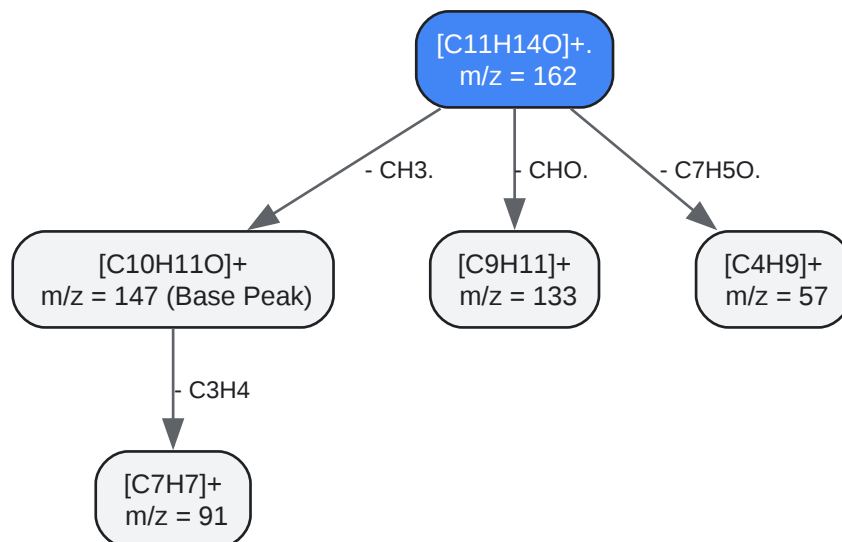 [C11H14O]+.
m/z = 162
- CH3.
- CHO.
- C7H5O.
[C10H11O]+
m/z = 147 (Base Peak)
[C9H11]+
m/z = 133
[C4H9]+
m/z = 57
- C3H4
[C7H7]+
m/z = 91